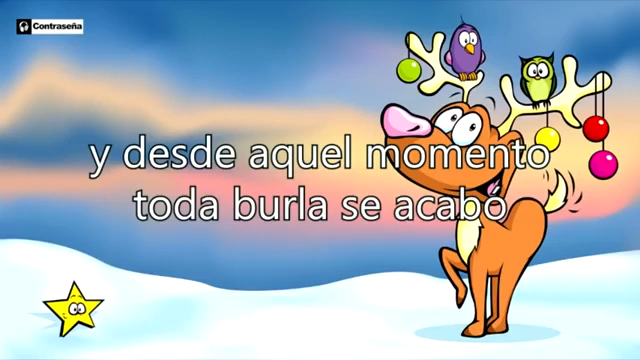 Contraseña
y desde aquel momento
toda burla se acabó